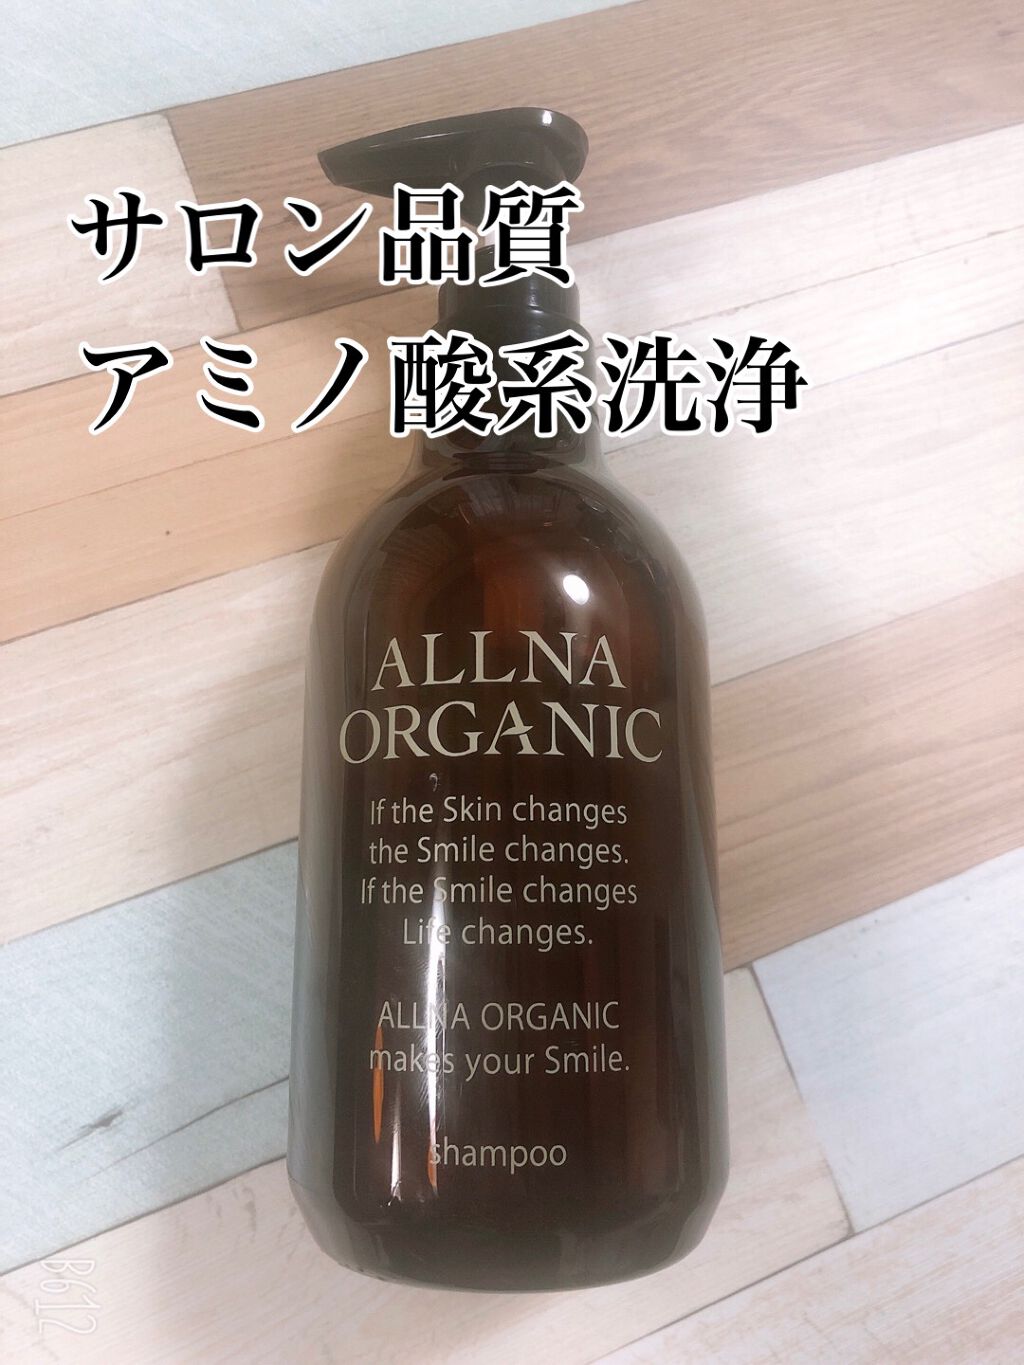 サロン品質
アミノ酸系洗浄
ALLNA
ORGANIC
If the Skin changes
the Smile changes.
If the Smile changes
Life changes.
ALLNA ORGANIC
makes your Smile.
shampoo
B612